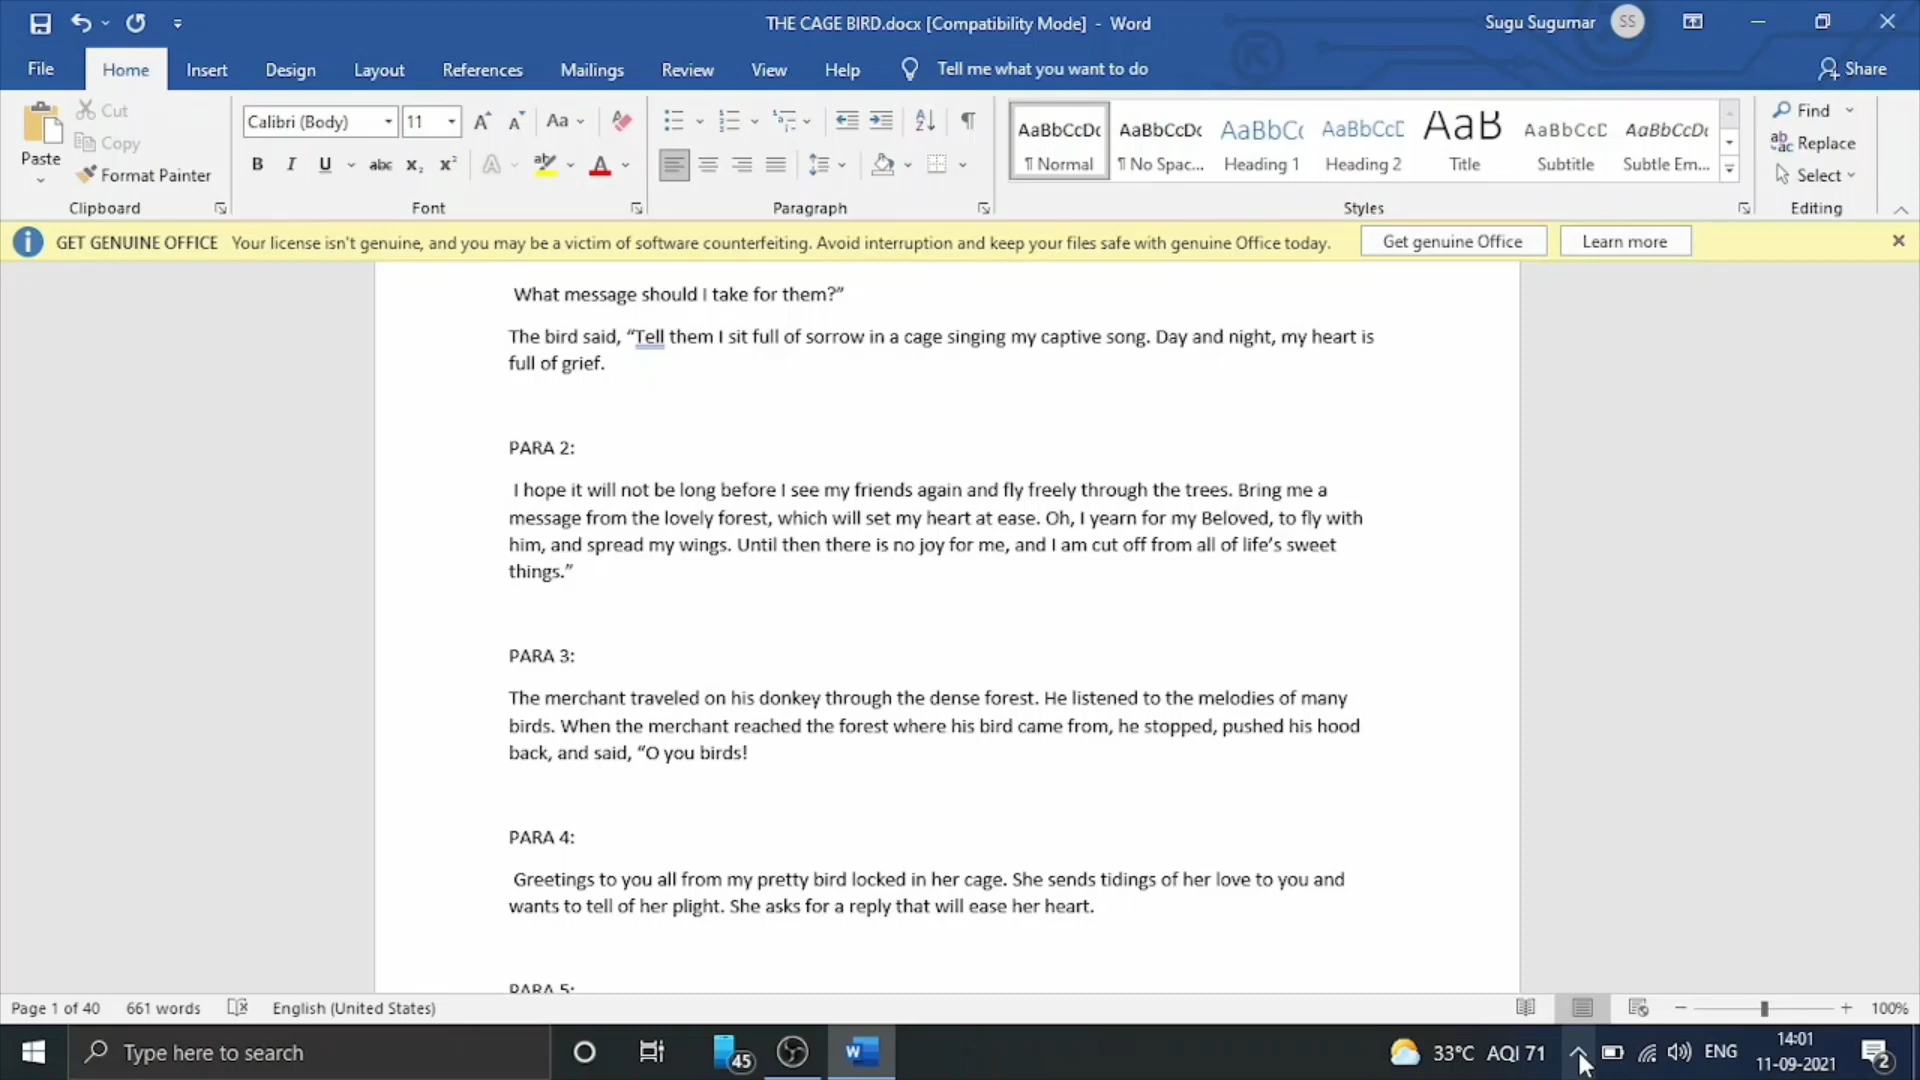 THE CAGE BIRD.docx [Compatibility Mode] - Word
Sugu Sugumar SS
File Home Insert Design Layout References Mailings Review View Help Tell me what you want to do Share
Cut
Copy
Paste
Format Painter
Clipboard
Calibri (Body) 11 Aa
B I U abc x₂ x² A
Font
Paragraph
AaBbCcDc AaBbCcDc AaBbCc AaBbCcD AaB AaBbCcD AaBbCcDc
¶ Normal ¶ No Spac... Heading 1 Heading 2 Title Subtitle Subtle Em...
Styles
Find
Replace
Select
Editing
GET GENUINE OFFICE Your license isn't genuine, and you may be a victim of software counterfeiting. Avoid interruption and keep your files safe with genuine Office today. Get genuine Office Learn more
What message should I take for them?”
The bird said, “Tell them I sit full of sorrow in a cage singing my captive song. Day and night, my heart is
full of grief.
PARA 2:
I hope it will not be long before I see my friends again and fly freely through the trees. Bring me a
message from the lovely forest, which will set my heart at ease. Oh, I yearn for my Beloved, to fly with
him, and spread my wings. Until then there is no joy for me, and I am cut off from all of life’s sweet
things.”
PARA 3:
The merchant traveled on his donkey through the dense forest. He listened to the melodies of many
birds. When the merchant reached the forest where his bird came from, he stopped, pushed his hood
back, and said, “O you birds!
PARA 4:
Greetings to you all from my pretty bird locked in her cage. She sends tidings of her love to you and
wants to tell of her plight. She asks for a reply that will ease her heart.
PARA 5:
Page 1 of 40 661 words English (United States) 100%
Type here to search 45 33°C AQI 71 ENG 14:01
11-09-2021 2